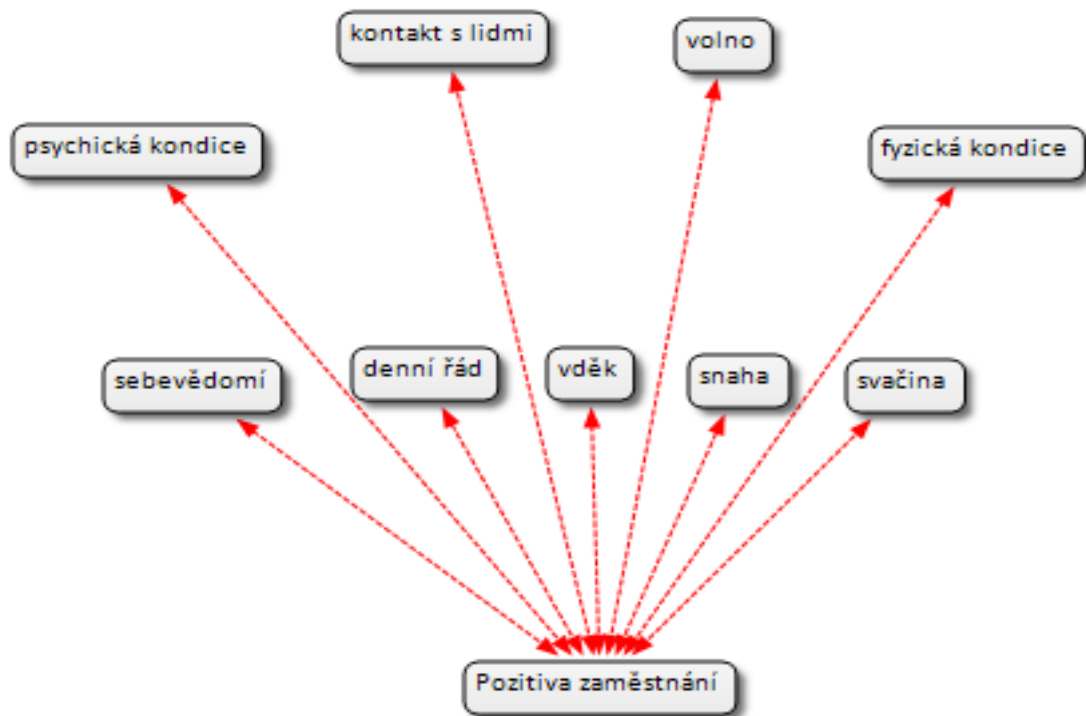 kontakt s lidmi
volno
psychická kondice
fyzická kondice
sebevědomí
denní řád
vděk
snaha
svačina
Pozitiva zaměstnání